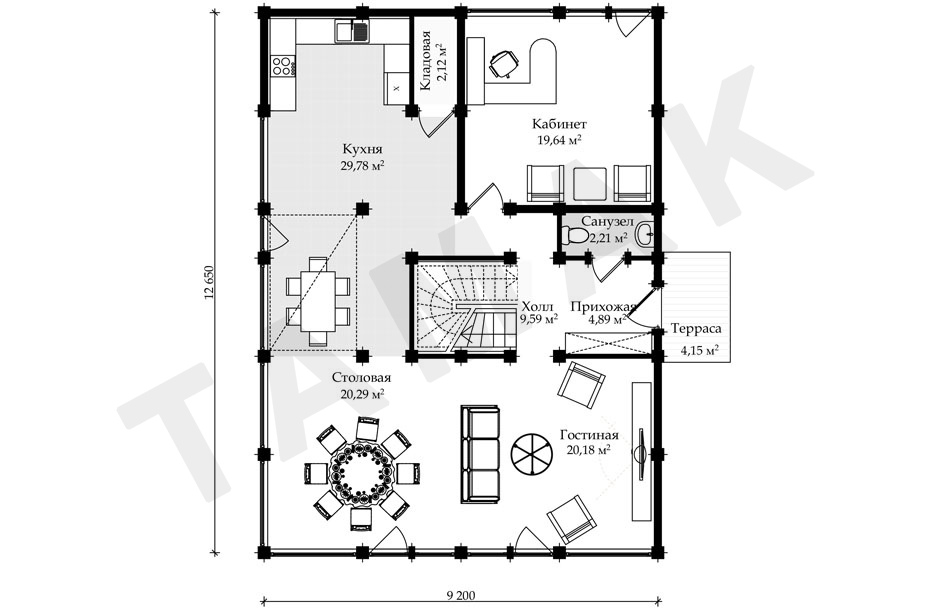 Кладовая
2,12 м²
Кабинет
19,64 м²
Кухня
29,78 м²
x
Санузел
2,21 м²
12 650
Холл
9,59 м²
Прихожая
4,89 м²
Терраса
4,15 м²
Столовая
20,29 м²
Гостиная
20,18 м²
9 200
TAMAK